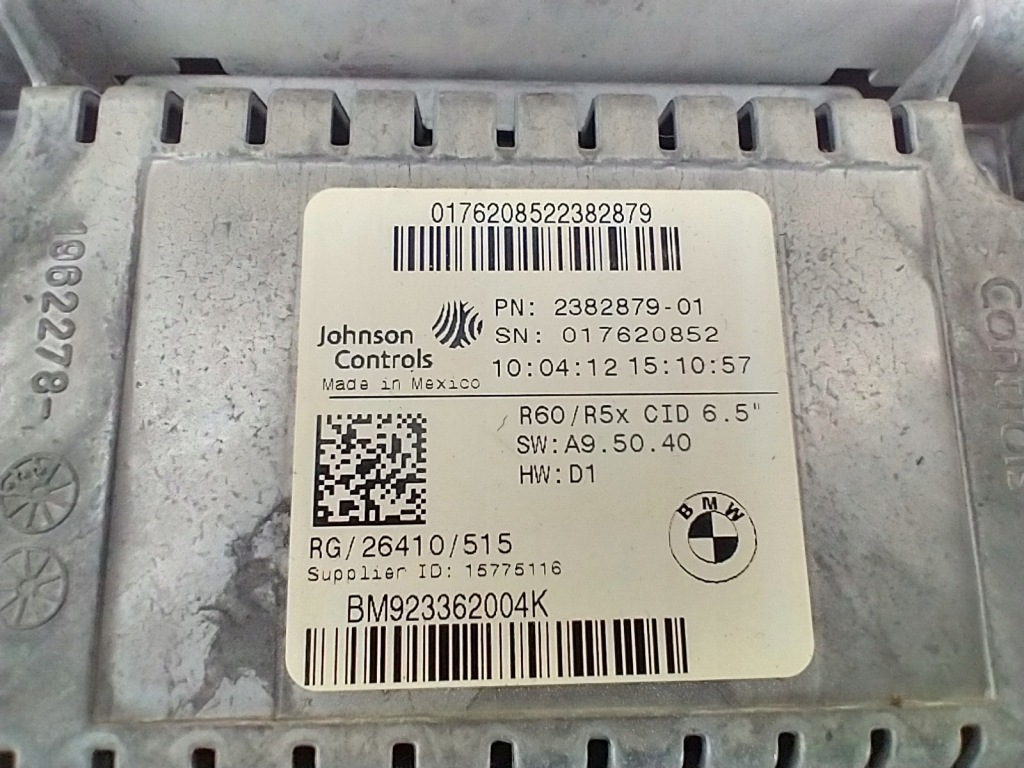 0176208522382879
Johnson Controls
Made in Mexico
PN: 2382879-01
SN: 017620852
10:04:12 15:10:57
R60/R5x CID 6.5"
SW:A9.50.40
HW:D1
BMW
RG/26410/515
Supplier ID: 15775116
BM923362004K
1962278-